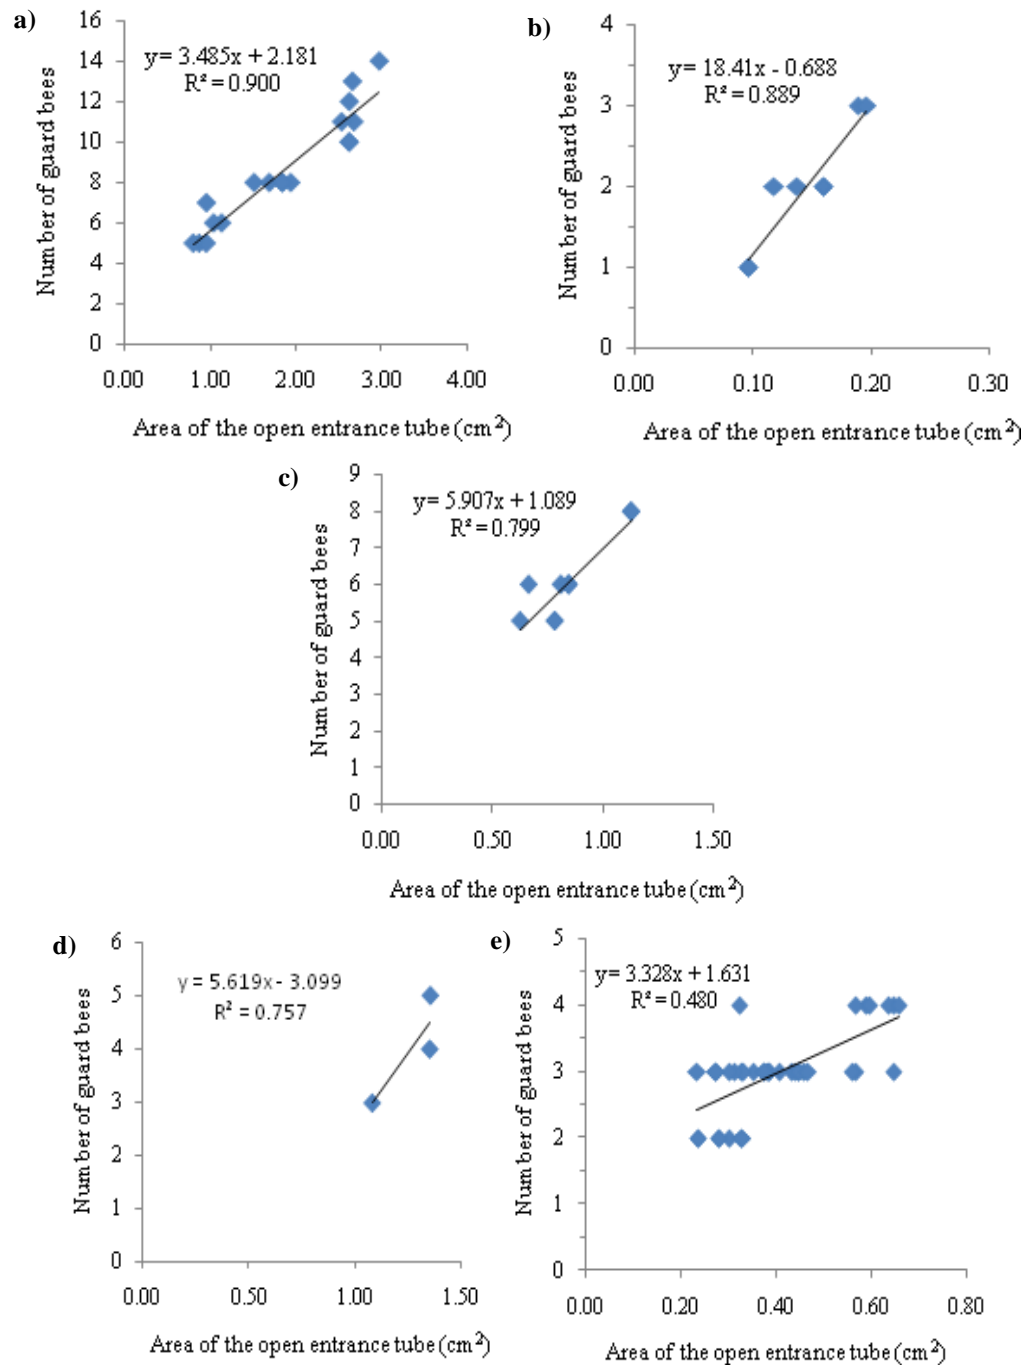 a)
16
14
12
10
8
6
4
2
0
y= 3.485x + 2.181
R² = 0.900
Number of guard bees
0.00 1.00 2.00 3.00 4.00
Area of the open entrance tube (cm²)
b)
4
3
2
1
0
y= 18.41x - 0.688
R² = 0.889
Number of guard bees
0.00 0.10 0.20 0.30
Area of the open entrance tube (cm²)
c)
9
8
7
6
5
4
3
2
1
0
y= 5.907x + 1.089
R² = 0.799
Number of guard bees
0.00 0.50 1.00 1.50
Area of the open entrance tube (cm²)
d)
6
5
4
3
2
1
0
y = 5.619x - 3.099
R² = 0.757
Number of guard bees
0.00 0.50 1.00 1.50
Area of the open entrance tube (cm²)
e)
5
4
3
2
1
0
y= 3.328x + 1.631
R² = 0.480
Number of guard bees
0.00 0.20 0.40 0.60 0.80
Area of the open entrance tube (cm²)